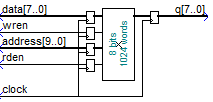 data[7..0]
q[7..0]
wren
address[9..0]
rden
8 bits
1024 words
clock